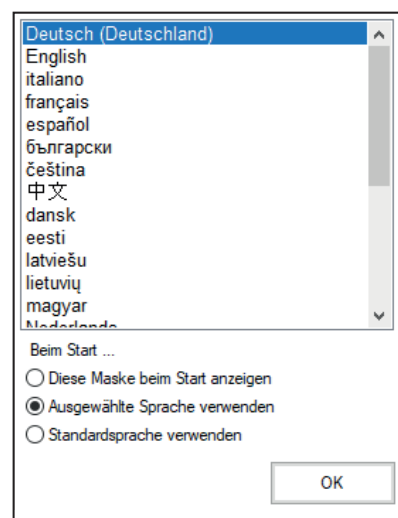 Deutsch (Deutschland)
English
italiano
français
español
български
čeština
中文
dansk
eesti
latviešu
lietuvių
magyar
Nederlands
Beim Start ...
Diese Maske beim Start anzeigen
Ausgewählte Sprache verwenden
Standardsprache verwenden
OK